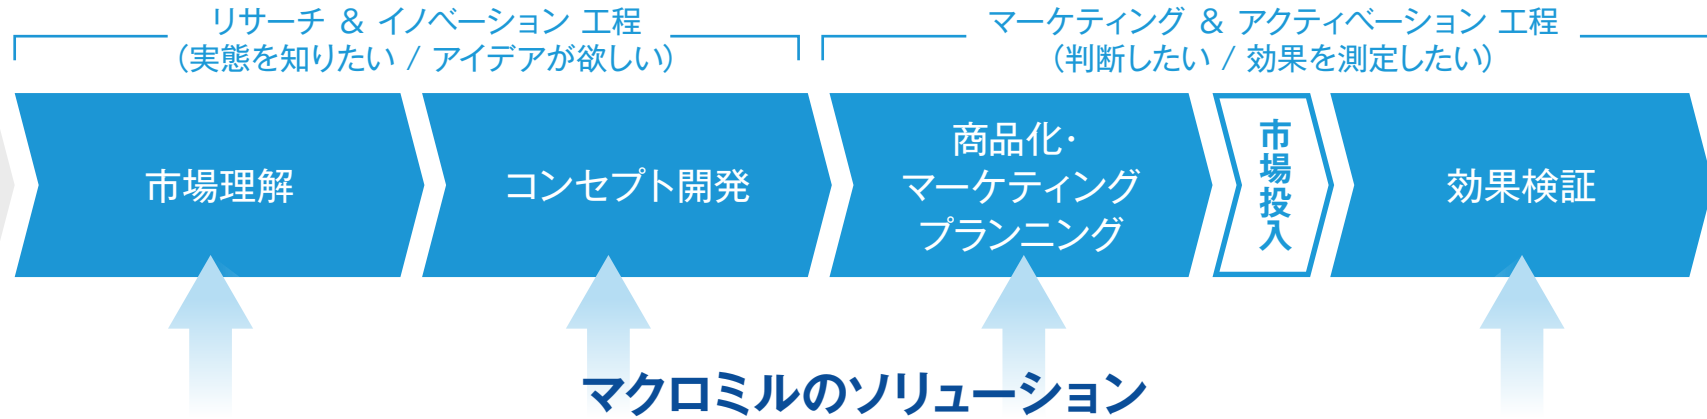 リサーチ & イノベーション 工程
（実態を知りたい / アイデアが欲しい）
マーケティング & アクティベーション 工程
（判断したい / 効果を測定したい）
市場理解
コンセプト開発
商品化・
マーケティング
プランニング
市場投入
効果検証
マクロミルのソリューション